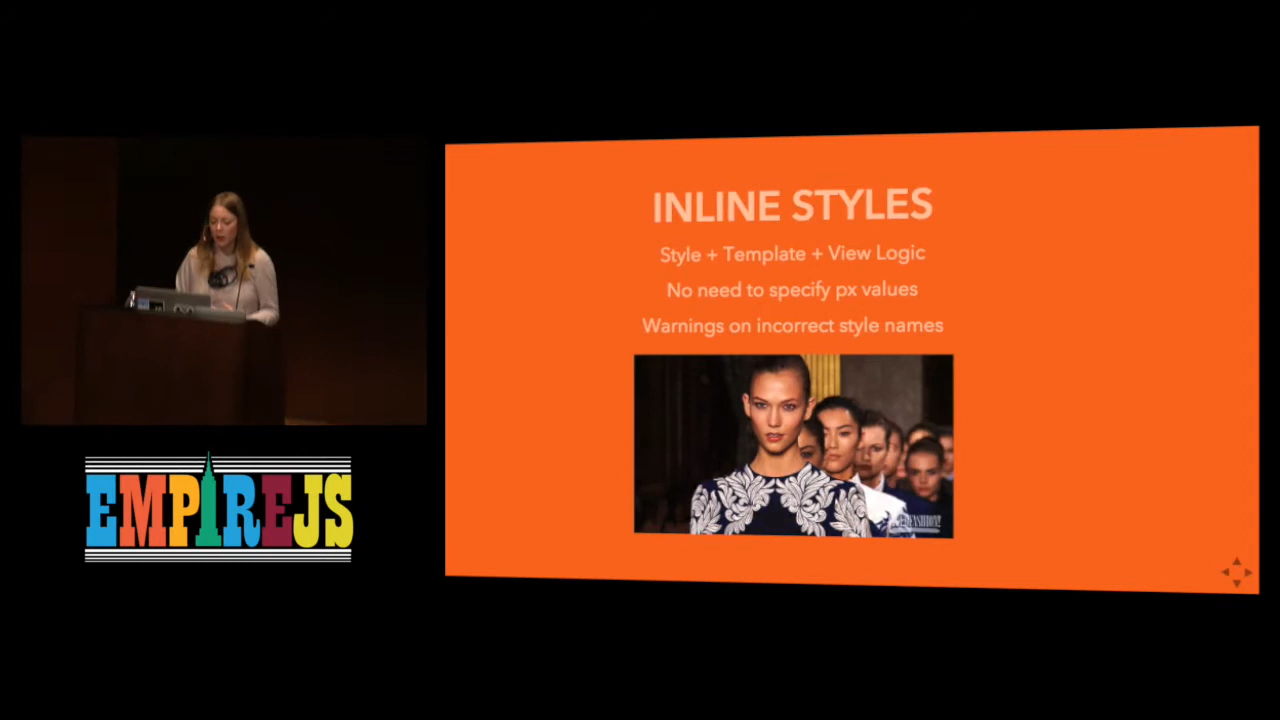 INLINE STYLES
Style + Template + View Logic
No need to specify px values
Warnings on incorrect style names
EMPIREJS